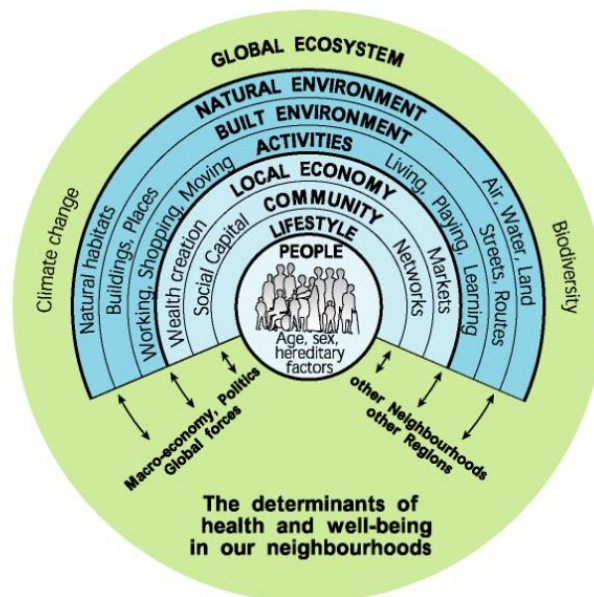 GLOBAL ECOSYSTEM
NATURAL ENVIRONMENT
BUILT ENVIRONMENT
ACTIVITIES
LOCAL ECONOMY
COMMUNITY
LIFESTYLE
PEOPLE
Age, sex,
hereditary
factors
Climate change
Natural habitats
Buildings, Places
Working, Shopping, Moving
Wealth creation
Social Capital
Networks
Markets
Living, Playing, Learning
Streets, Routes
Air, Water, Land
Biodiversity
Macro-economy, Politics
Global forces
other Neighbourhoods
other Regions
The determinants of
health and well-being
in our neighbourhoods